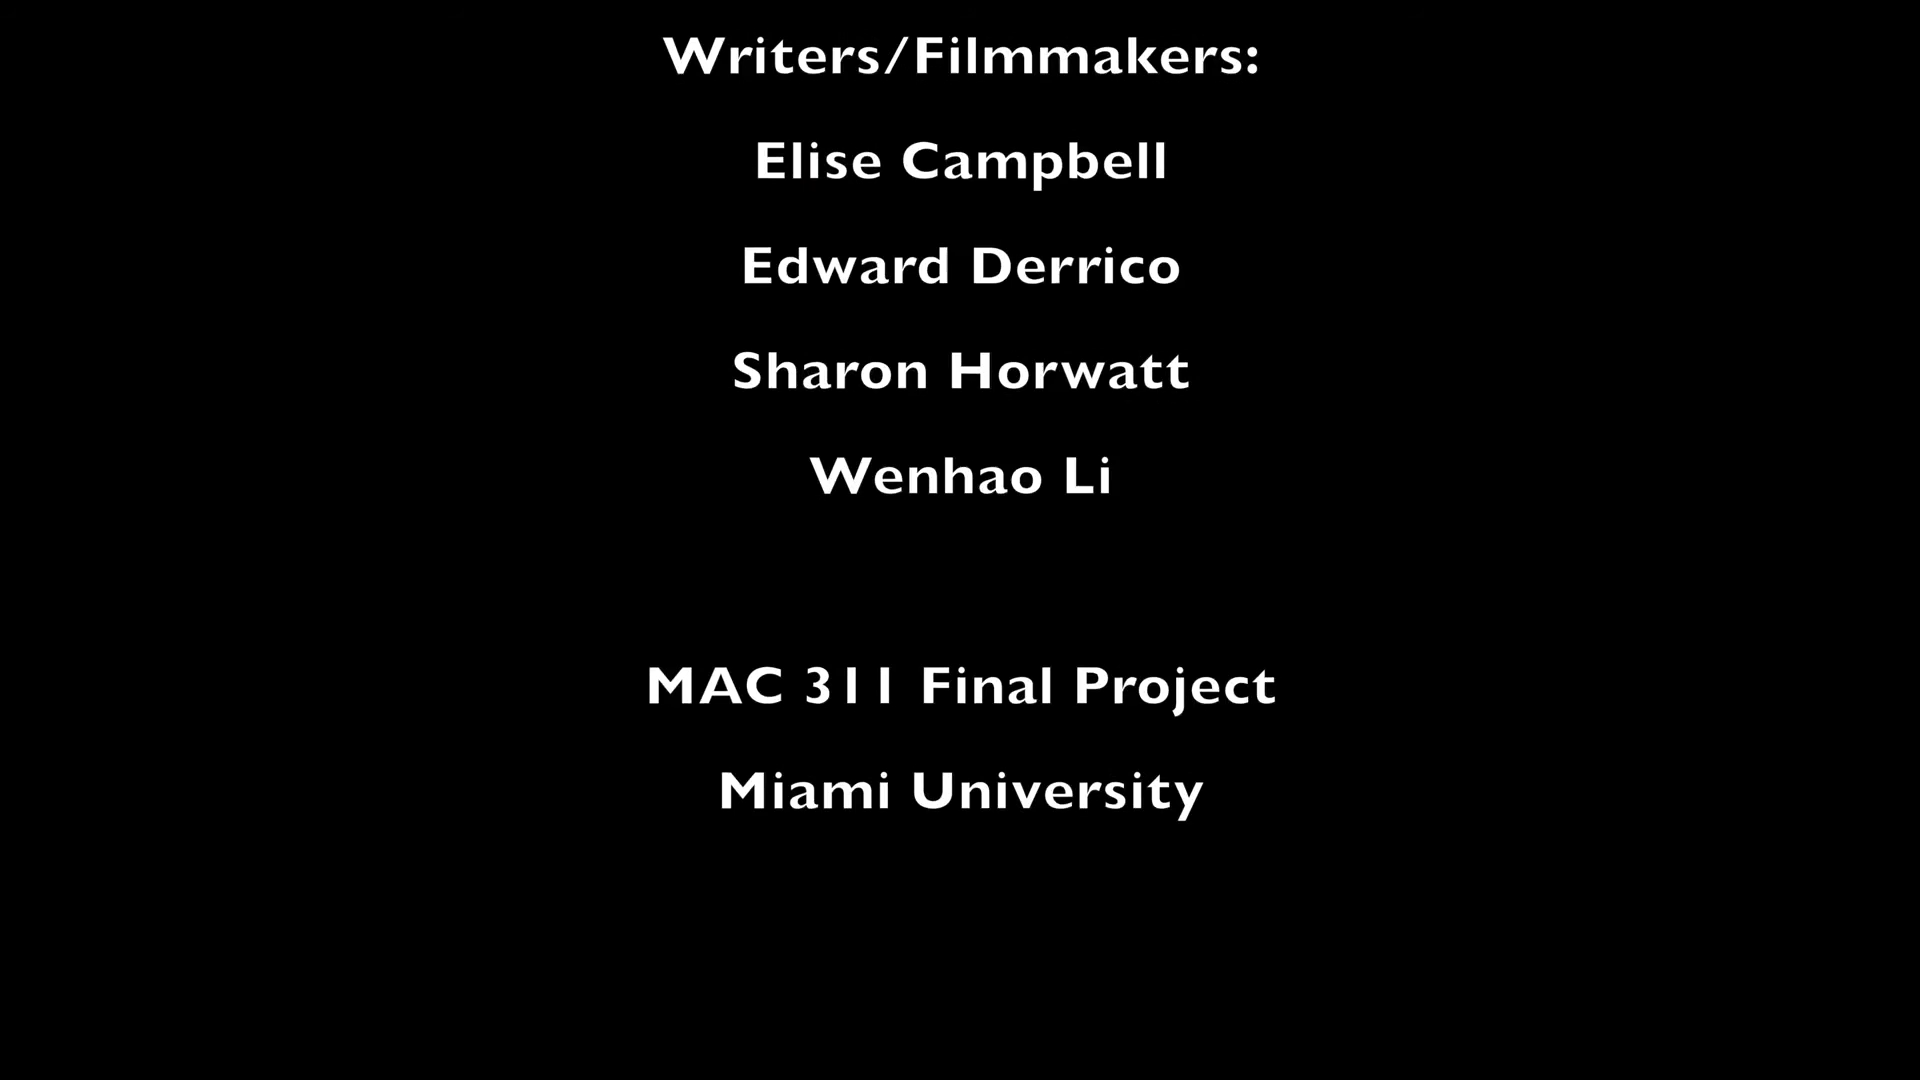 Writers/Filmmakers:
Elise Campbell
Edward Derrico
Sharon Horwatt
Wenhao Li
MAC 311 Final Project
Miami University